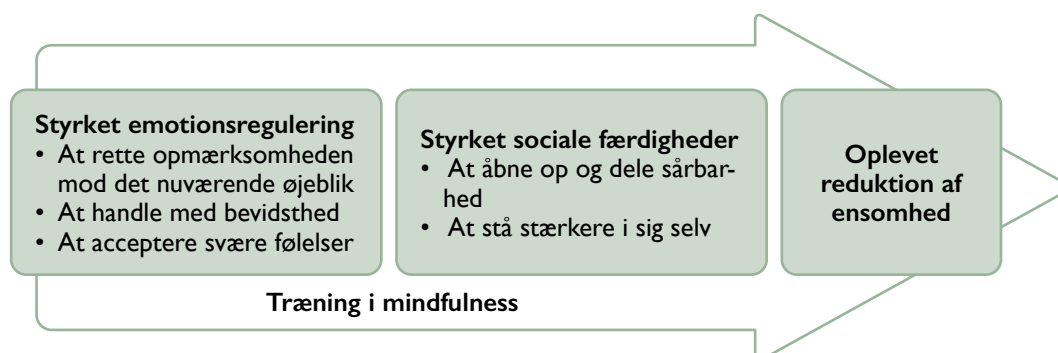 Styrket emotionsregulering
• At rette opmærksomheden
mod det nuværende øjeblik
• At handle med bevidsthed
• At acceptere svære følelser
Styrket sociale færdigheder
• At åbne op og dele sårbar-
hed
• At stå stærkere i sig selv
Oplevet
reduktion af
ensomhed
Træning i mindfulness